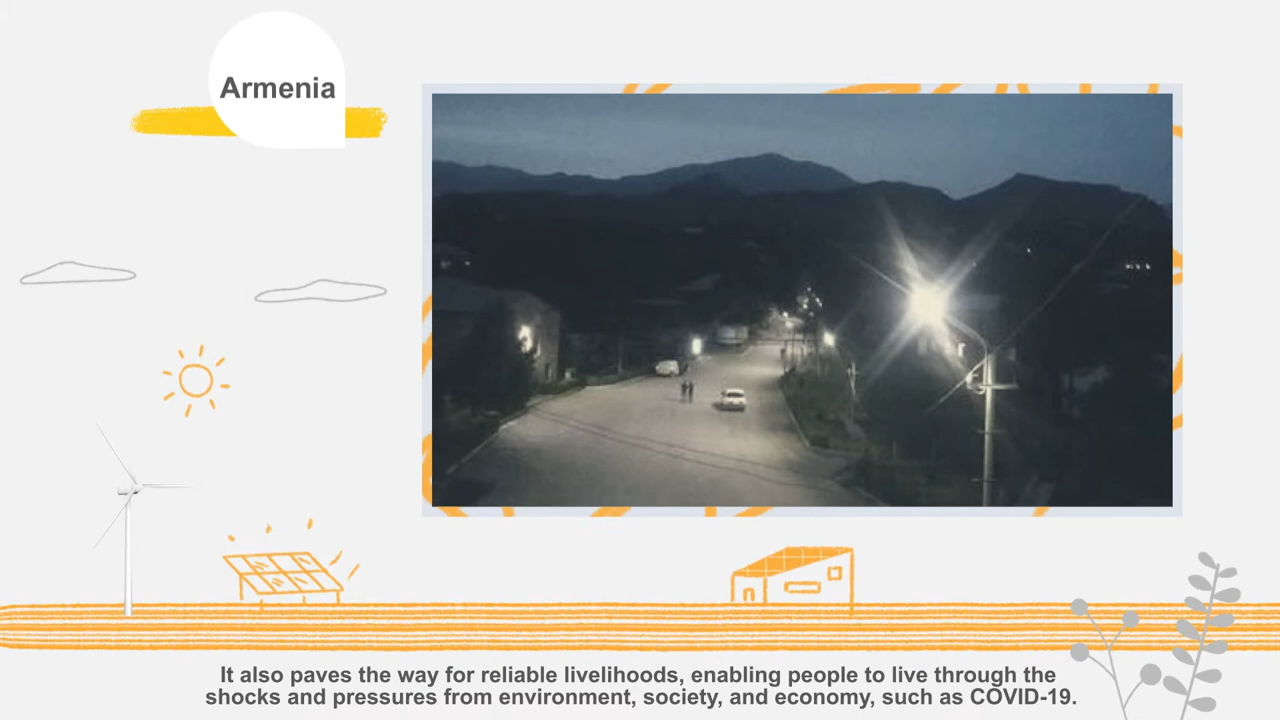 Armenia
It also paves the way for reliable livelihoods, enabling people to live through the
shocks and pressures from environment, society, and economy, such as COVID-19.